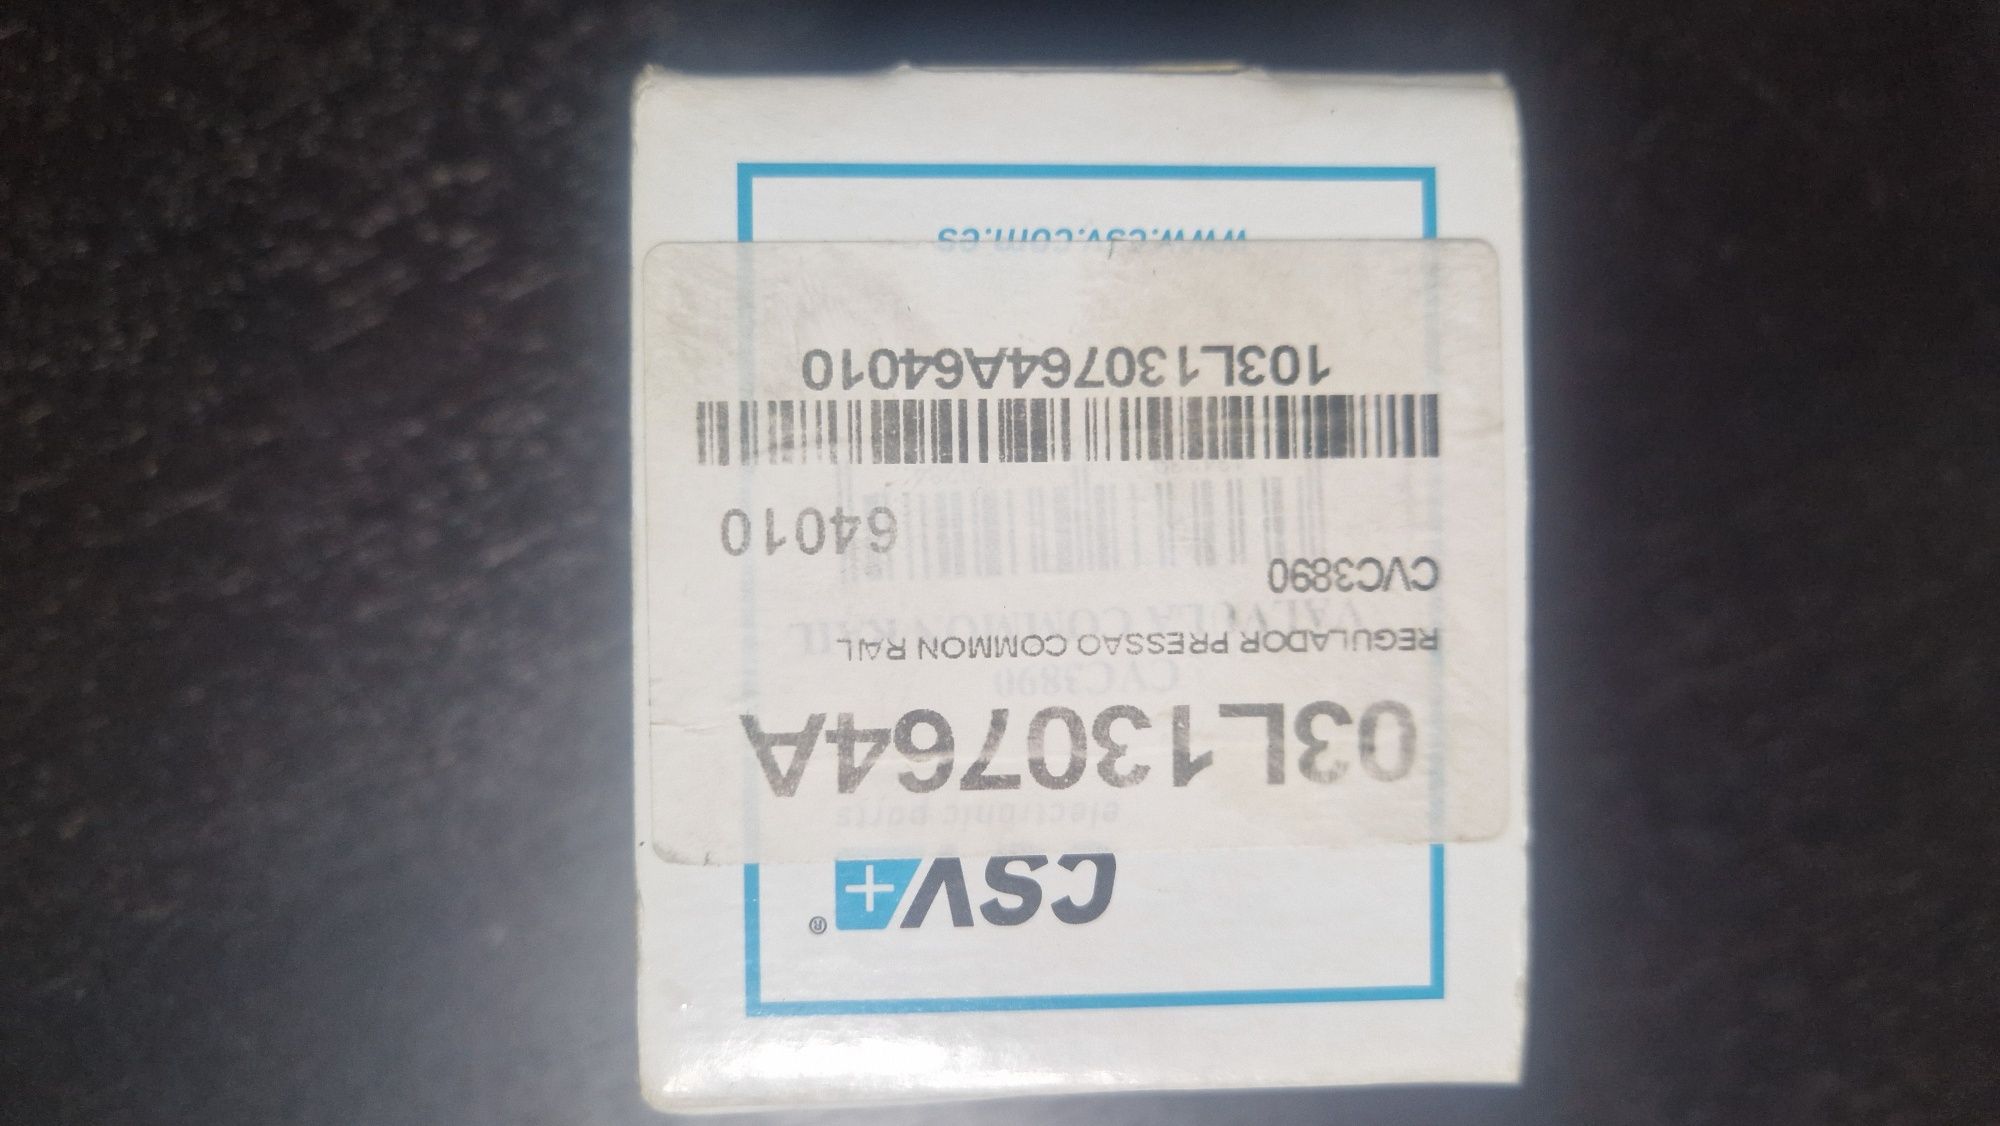 CSV+®
electronic parts
03L130764A
CVC3890
REGULADOR PRESSAO COMMON RAIL
VALVULA COMMON RAIL
CVC3890
64010
103L130764A64010
www.csv.com.es